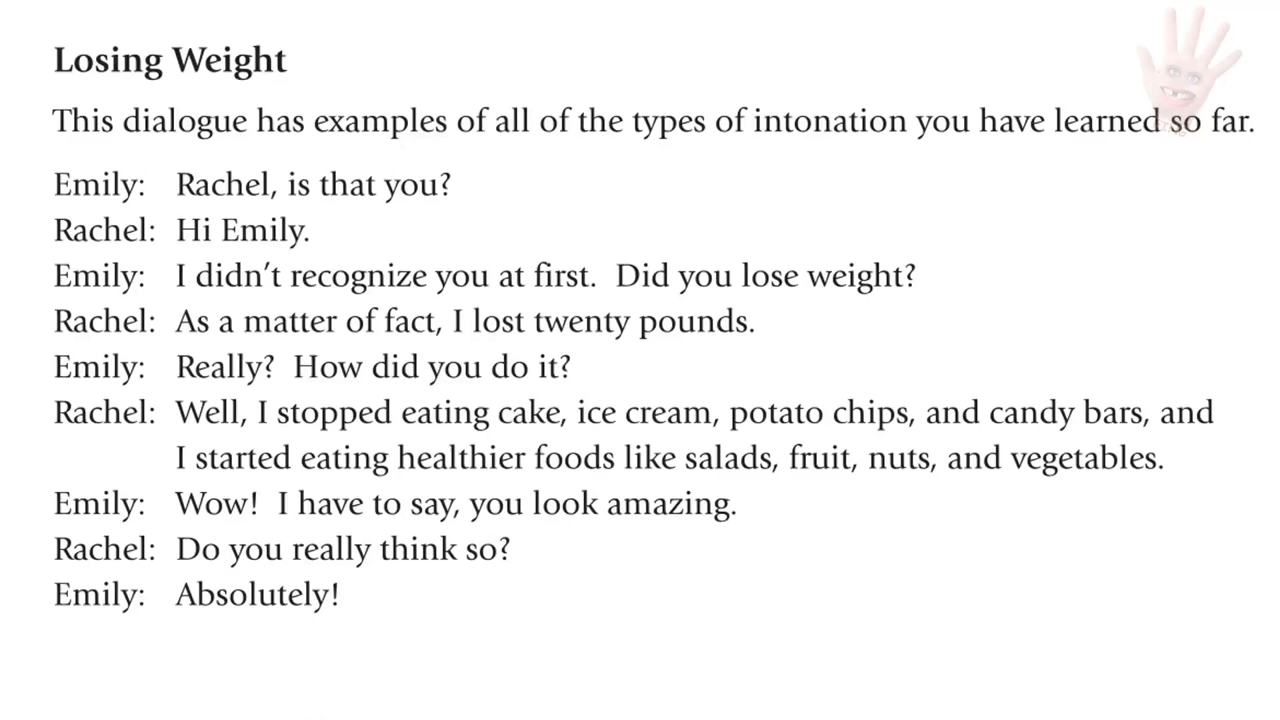 Losing Weight
This dialogue has examples of all of the types of intonation you have learned so far.
Emily: Rachel, is that you?
Rachel: Hi Emily.
Emily: I didn’t recognize you at first.  Did you lose weight?
Rachel: As a matter of fact, I lost twenty pounds.
Emily: Really?  How did you do it?
Rachel: Well, I stopped eating cake, ice cream, potato chips, and candy bars, and
I started eating healthier foods like salads, fruit, nuts, and vegetables.
Emily: Wow!  I have to say, you look amazing.
Rachel: Do you really think so?
Emily: Absolutely!